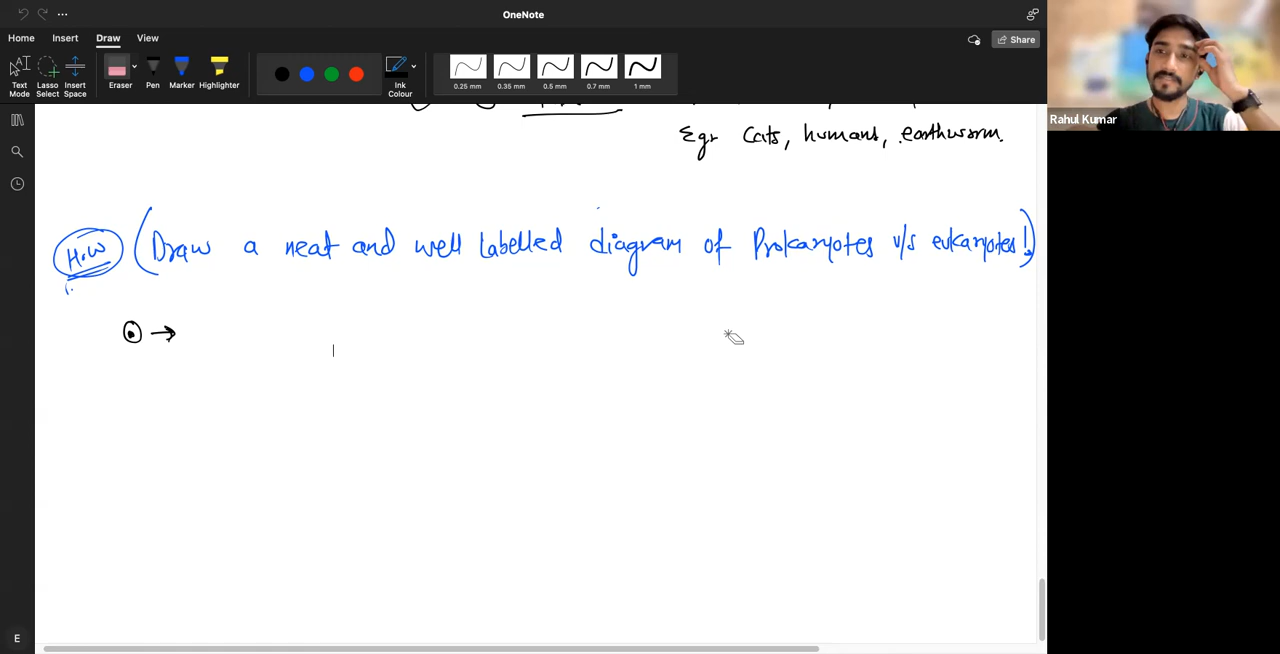 OneNote
Home Insert Draw View
Share
Text Mode
Lasso Select
Insert Space
Eraser
Pen
Marker
Highlighter
Ink Colour
0.25 mm
0.35 mm
0.5 mm
0.7 mm
1 mm
Rahul Kumar
Eg:- Cats, humans, earthworm.
H.W (Draw a neat and well labelled diagram of Prokaryotes v/s eukaryotes!)
E